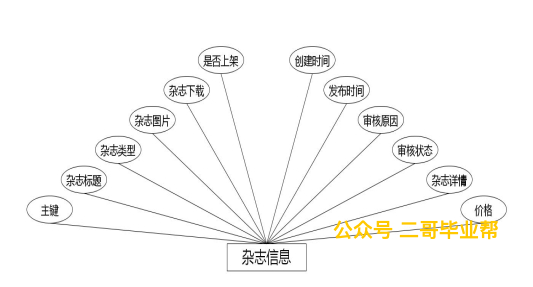 是否上架 创建时间
杂志下载 发布时间
杂志图片 审核原因
杂志类型 审核状态
杂志标题 杂志详情
主键 价格
公众号 二哥毕业帮
杂志信息